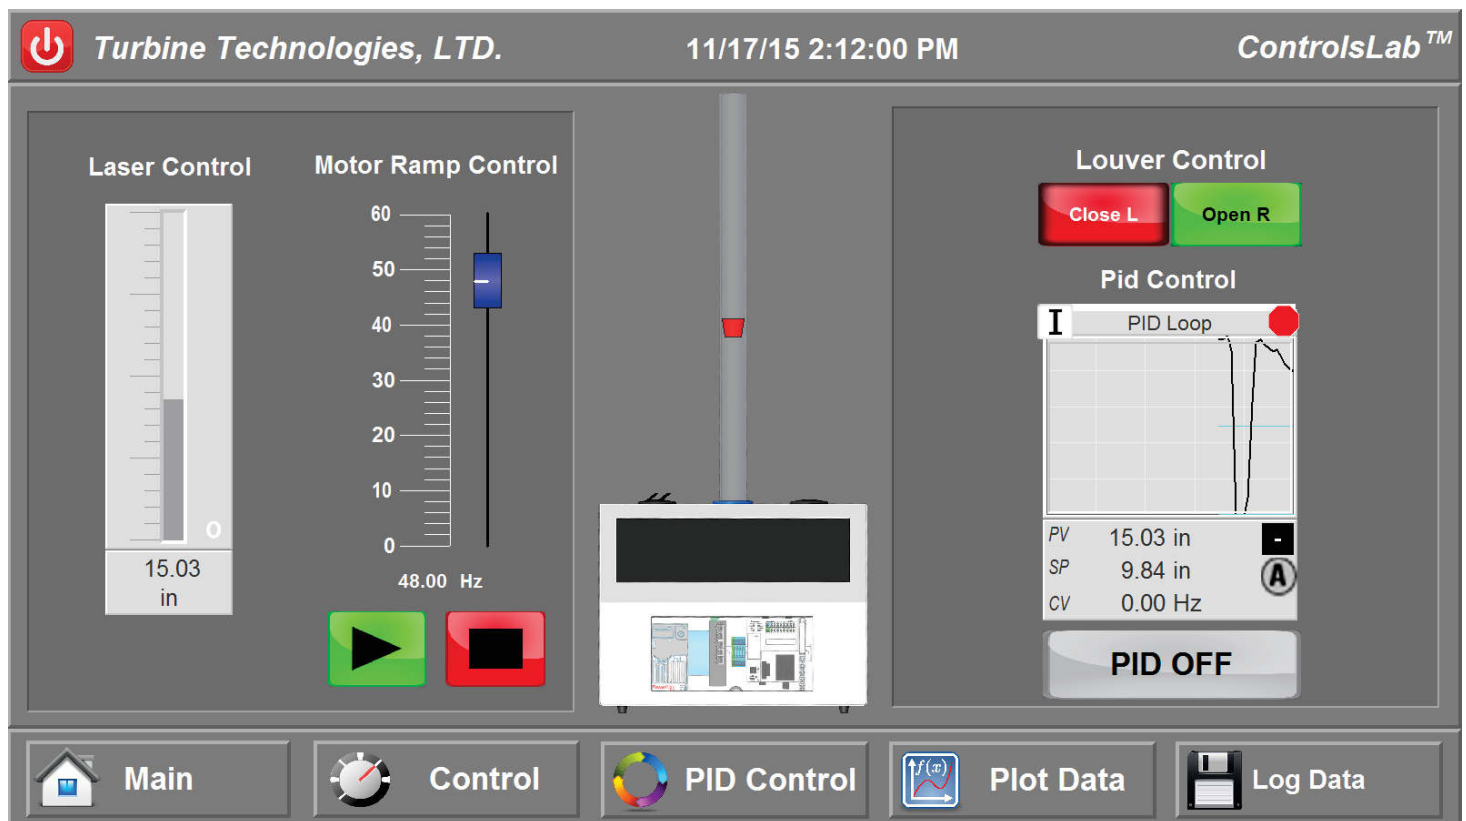 Turbine Technologies, LTD.
11/17/15 2:12:00 PM
ControlsLab™
Laser Control
O
15.03
in
Motor Ramp Control
60
50
40
30
20
10
0
48.00 Hz
Louver Control
Close L
Open R
Pid Control
I
PID Loop
PV 15.03 in
-
SP 9.84 in
A
CV 0.00 Hz
PID OFF
Main
Control
PID Control
f(x)
Plot Data
Log Data